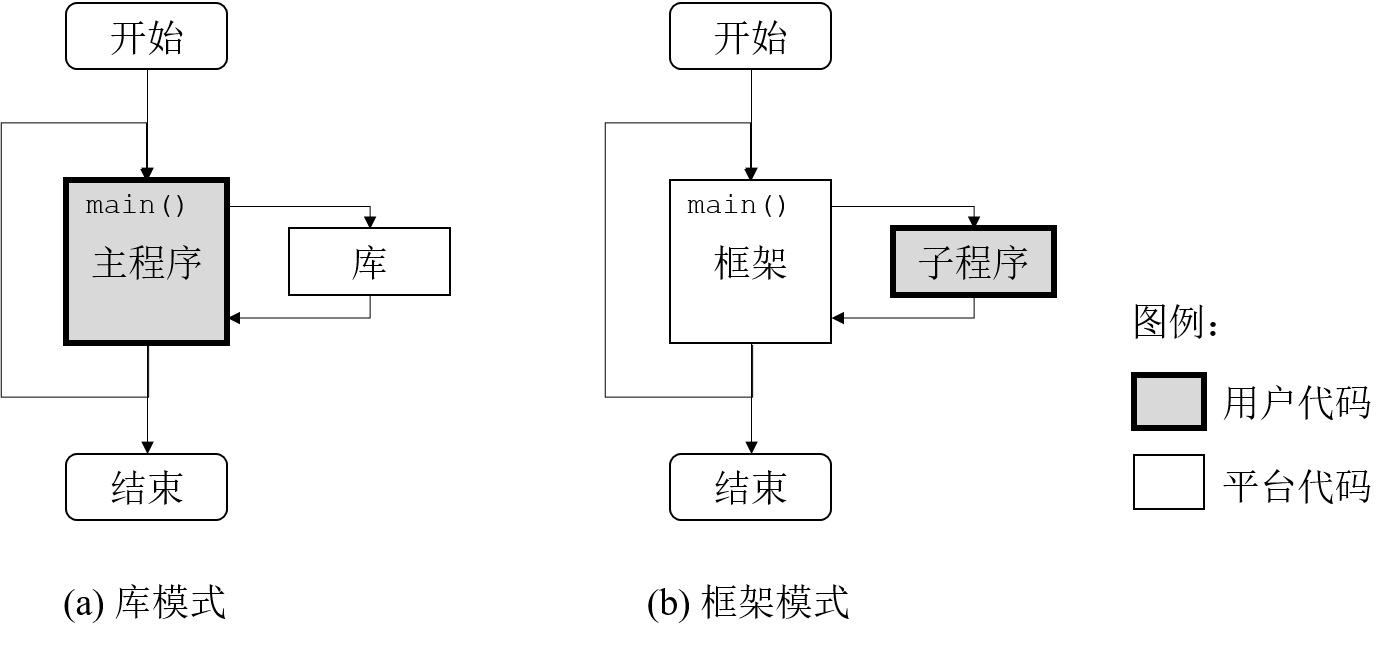 开始
main()
主程序
库
结束
(a) 库模式
开始
main()
框架
子程序
结束
(b) 框架模式
图例：
用户代码
平台代码